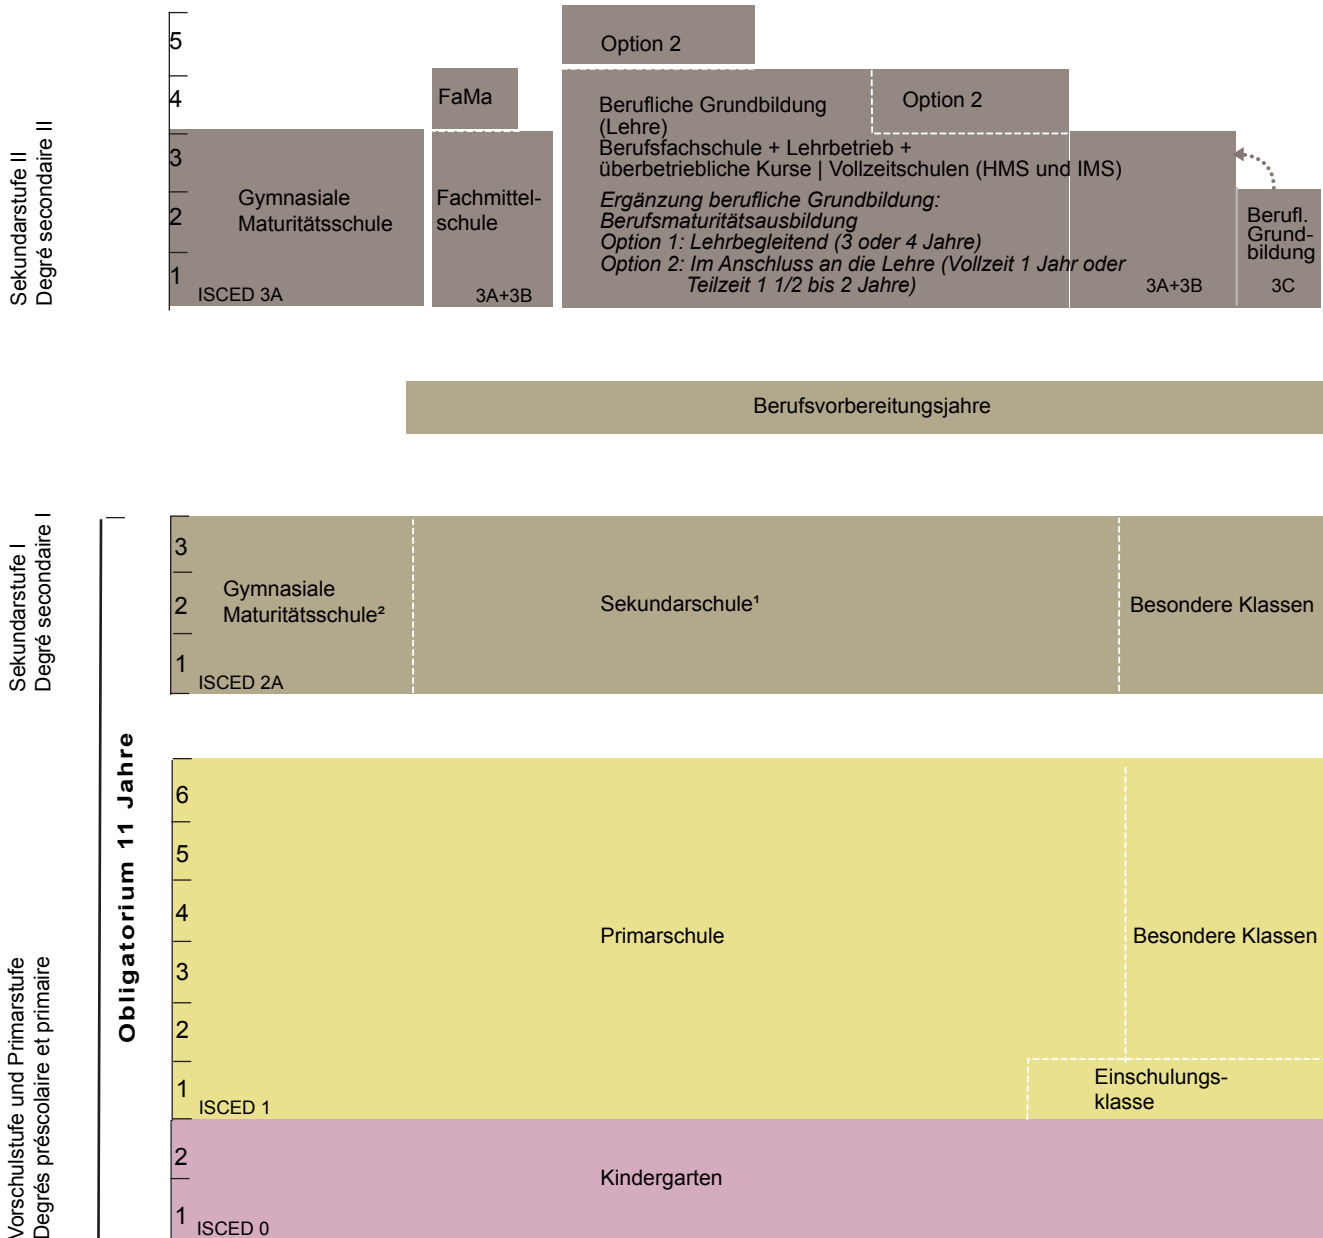 Sekundarstufe II
Degré secondaire II
5
4
3
2
1
Gymnasiale
Maturitätsschule
ISCED 3A
FaMa
Fachmittel-
schule
3A+3B
Option 2
Option 2
Berufliche Grundbildung
(Lehre)
Berufsfachschule + Lehrbetrieb +
überbetriebliche Kurse | Vollzeitschulen (HMS und IMS)
Ergänzung berufliche Grundbildung:
Berufsmaturitätsausbildung
Option 1: Lehrbegleitend (3 oder 4 Jahre)
Option 2: Im Anschluss an die Lehre (Vollzeit 1 Jahr oder
Teilzeit 1 1/2 bis 2 Jahre)
3A+3B
Berufl.
Grund-
bildung
3C
Berufsvorbereitungsjahre
Sekundarstufe I
Degré secondaire I
3
2
1
Gymnasiale
Maturitätsschule²
ISCED 2A
Sekundarschule¹
Besondere Klassen
Obligatorium 11 Jahre
Vorschulstufe und Primarstufe
Degrés préscolaire et primaire
6
5
4
3
2
1
ISCED 1
Primarschule
Besondere Klassen
Einschulungs-
klasse
2
1
ISCED 0
Kindergarten